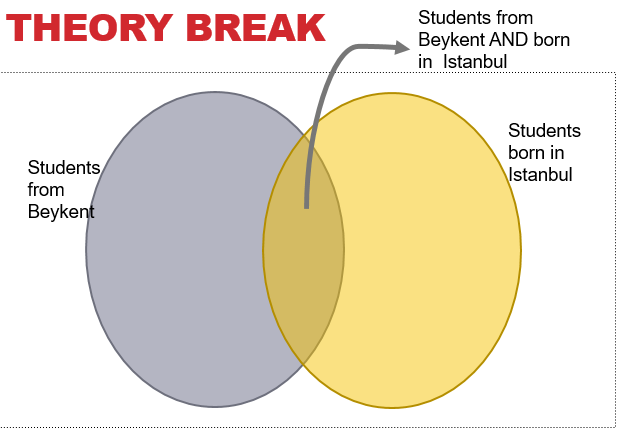 THEORY BREAK
Students from
Beykent AND born
in Istanbul
Students
from
Beykent
Students
born in
Istanbul